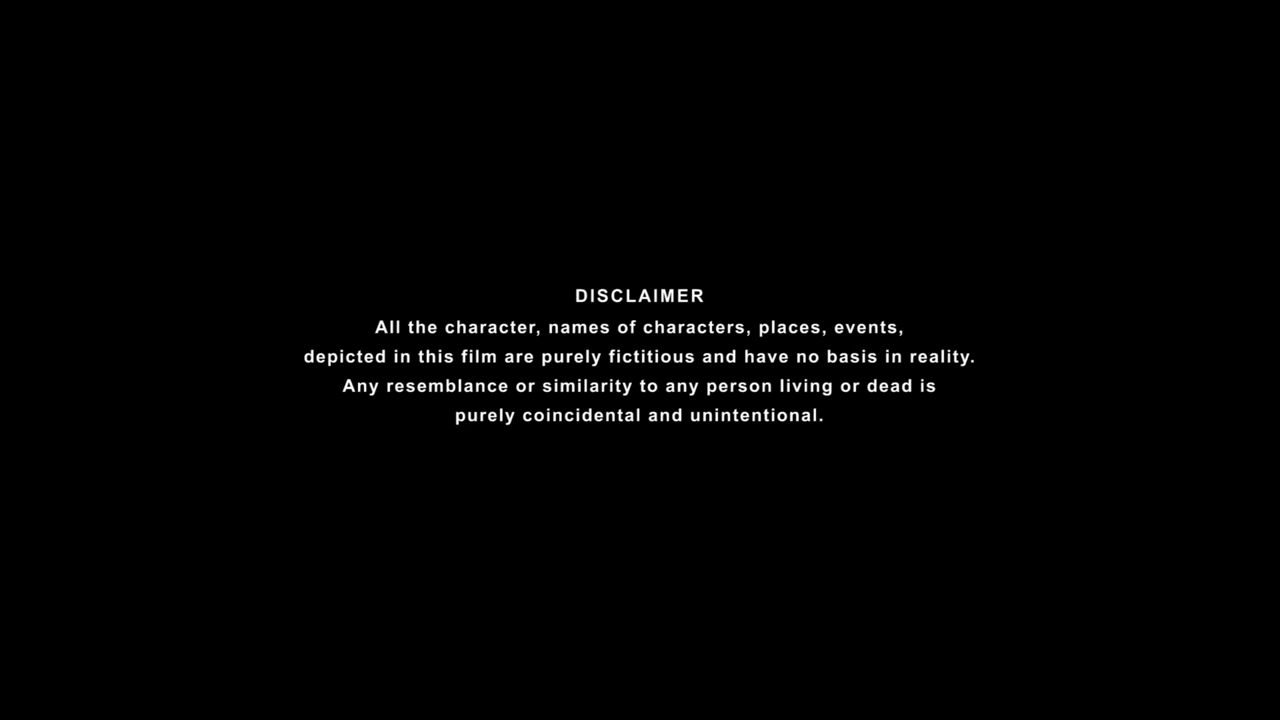 DISCLAIMER
All the character, names of characters, places, events,
depicted in this film are purely fictitious and have no basis in reality.
Any resemblance or similarity to any person living or dead is
purely coincidental and unintentional.